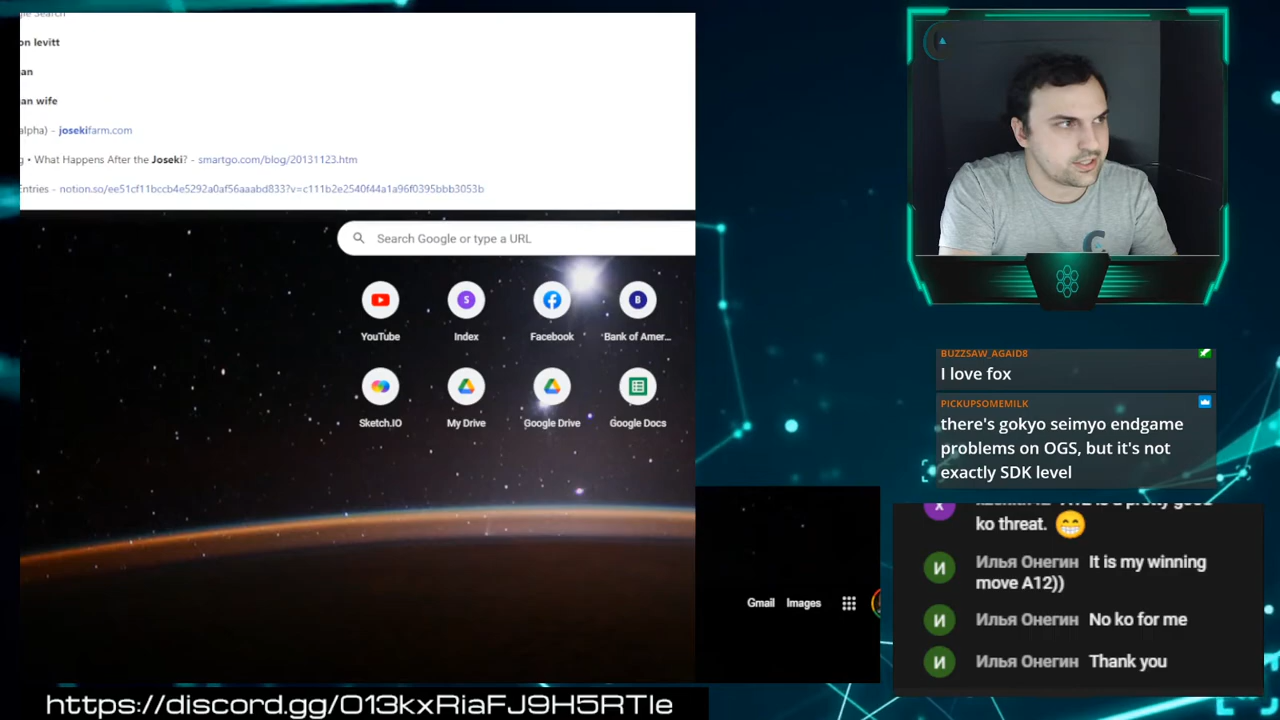 gle Search
on levitt
an
an wife
alpha) - josekifarm.com
g • What Happens After the Joseki? - smartgo.com/blog/20131123.htm
Entries - notion.so/ee51cf11bccb4e5292a0af56aaabd833?v=c111b2e2540f44a1a96f0395bbb3053b
Search Google or type a URL
YouTube
Index
Facebook
Bank of Amer...
Sketch.IO
My Drive
Google Drive
Google Docs
Gmail
Images
BUZZSAW_AGAID8
I love fox
PICKUPSOMEMILK
there's gokyo seimyo endgame
problems on OGS, but it's not
exactly SDK level
ko threat. 😁
Илья Онегин It is my winning
move A12))
Илья Онегин No ko for me
Илья Онегин Thank you
https://discord.gg/013kxRiaFJ9H5RTle